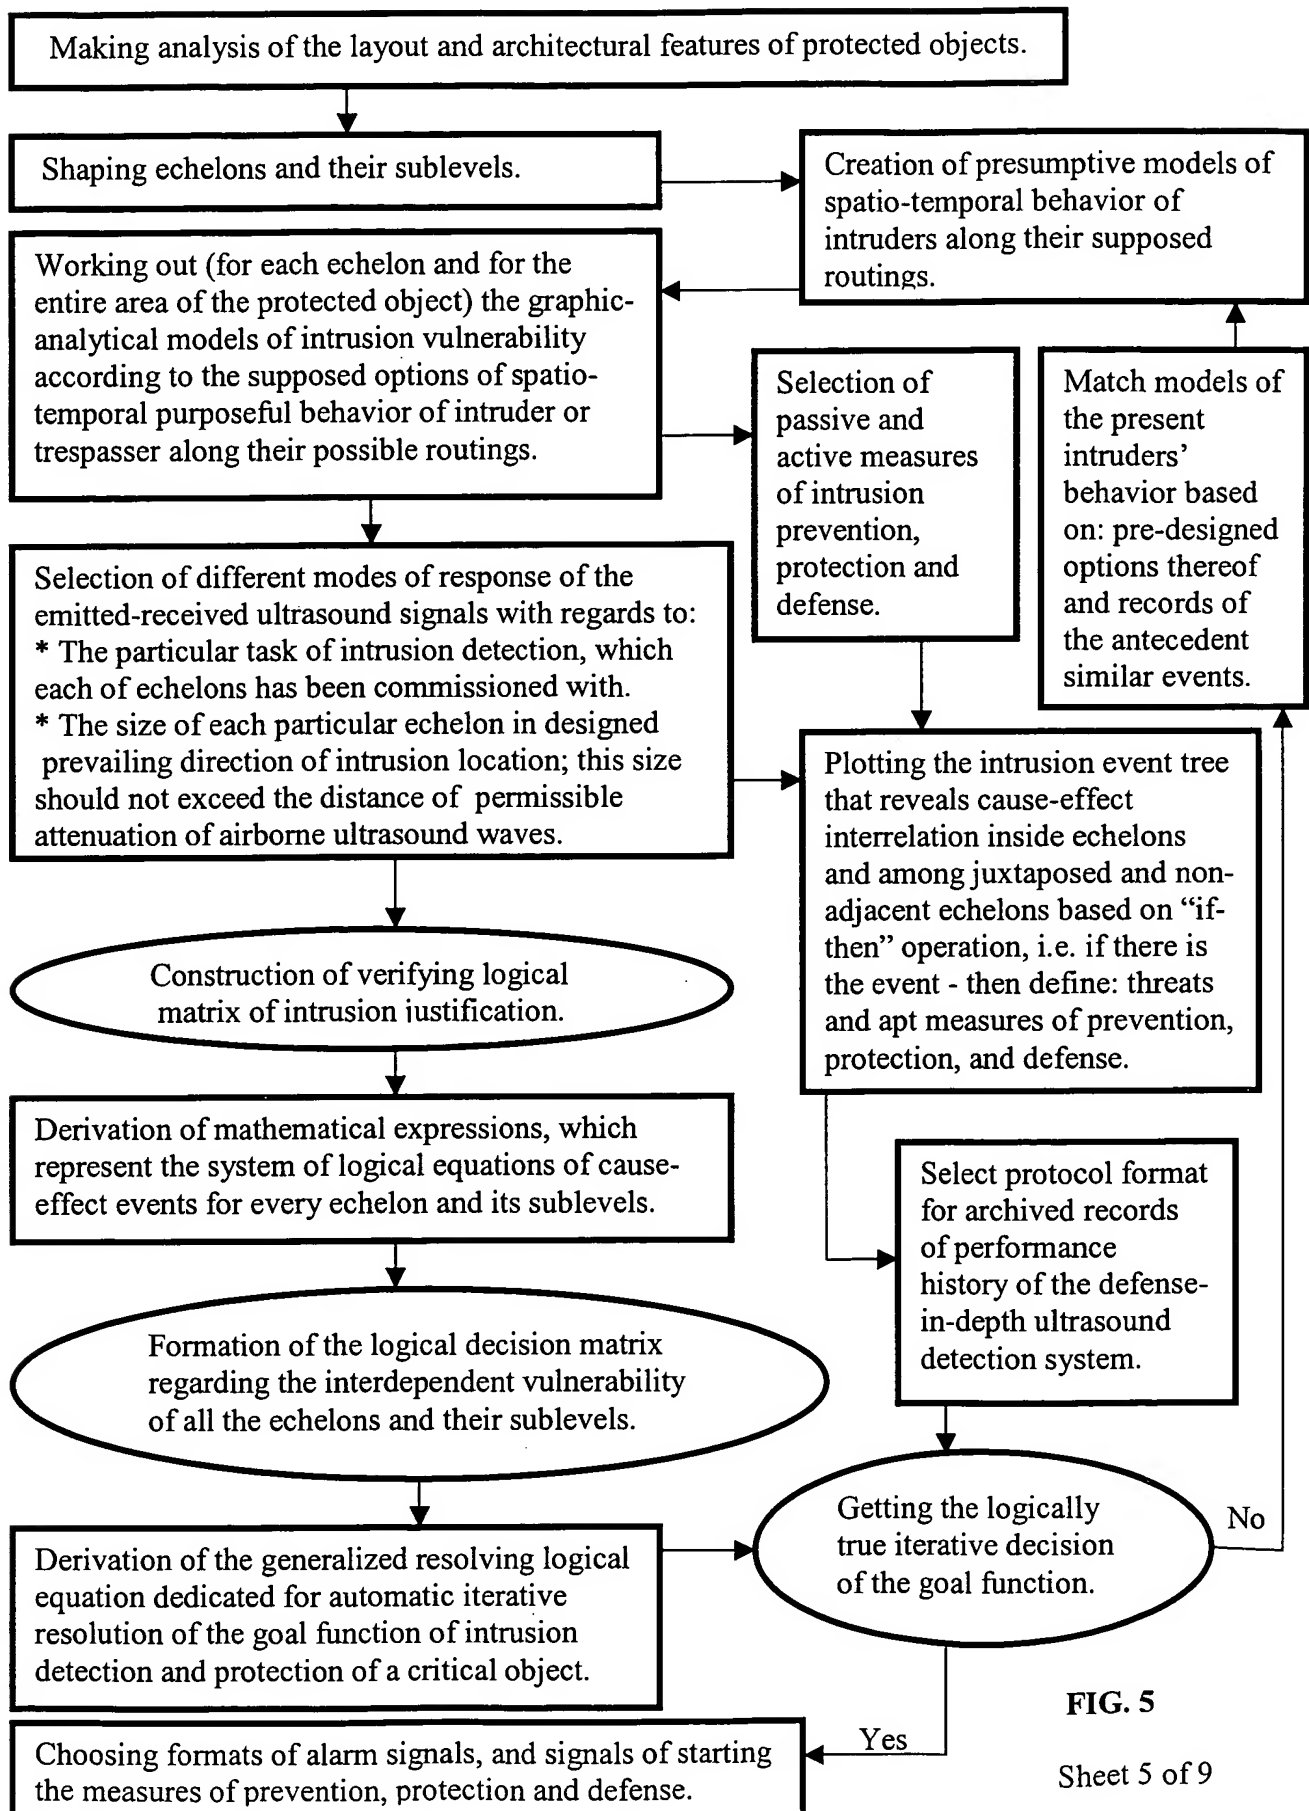 Making analysis of the layout and architectural features of protected objects.
Shaping echelons and their sublevels.
Creation of presumptive models of
spatio-temporal behavior of
intruders along their supposed
routings.
Working out (for each echelon and for the
entire area of the protected object) the graphic-
analytical models of intrusion vulnerability
according to the supposed options of spatio-
temporal purposeful behavior of intruder or
trespasser along their possible routings.
Selection of
passive and
active measures
of intrusion
prevention,
protection and
defense.
Match models of
the present
intruders’
behavior based
on: pre-designed
options thereof
and records of
the antecedent
similar events.
Selection of different modes of response of the
emitted-received ultrasound signals with regards to:
* The particular task of intrusion detection, which
each of echelons has been commissioned with.
* The size of each particular echelon in designed
prevailing direction of intrusion location; this size
should not exceed the distance of permissible
attenuation of airborne ultrasound waves.
Plotting the intrusion event tree
that reveals cause-effect
interrelation inside echelons
and among juxtaposed and non-
adjacent echelons based on “if-
then” operation, i.e. if there is
the event - then define: threats
and apt measures of prevention,
protection, and defense.
Construction of verifying logical
matrix of intrusion justification.
Derivation of mathematical expressions, which
represent the system of logical equations of cause-
effect events for every echelon and its sublevels.
Select protocol format
for archived records
of performance
history of the defense-
in-depth ultrasound
detection system.
Formation of the logical decision matrix
regarding the interdependent vulnerability
of all the echelons and their sublevels.
Getting the logically
true iterative decision
of the goal function.
No
Derivation of the generalized resolving logical
equation dedicated for automatic iterative
resolution of the goal function of intrusion
detection and protection of a critical object.
Yes
Choosing formats of alarm signals, and signals of starting
the measures of prevention, protection and defense.
FIG. 5
Sheet 5 of 9